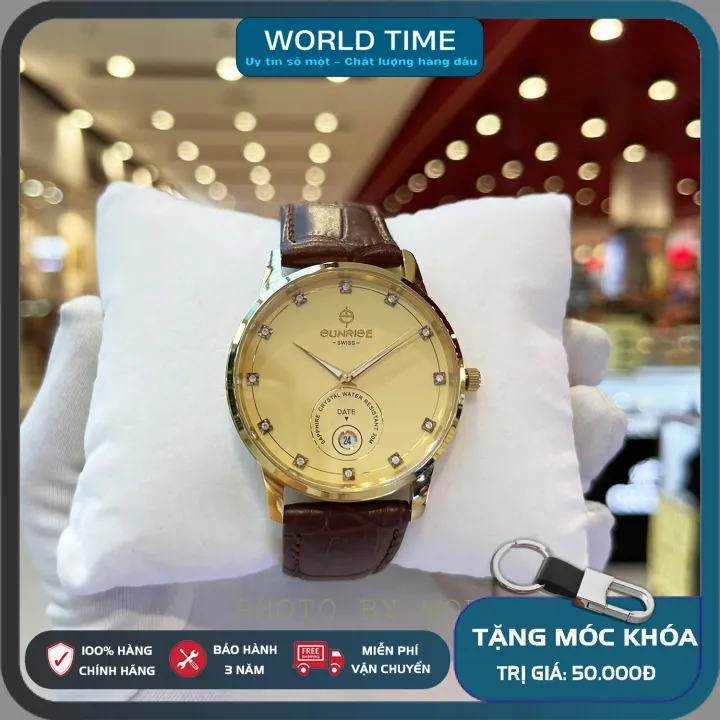 WORLD TIME
Uy tín số một - Chất lượng hàng đầu
SUNRISE
-SWISS-
SAPPHIRE CRYSTAL WATER RESISTANT 30M
DATE
24
PHOTO BY
100% HÀNG
CHÍNH HÃNG
BẢO HÀNH
3 NĂM
FREE
MIỄN PHÍ
VẬN CHUYỂN
TẶNG MÓC KHÓA
TRỊ GIÁ: 50.000Đ